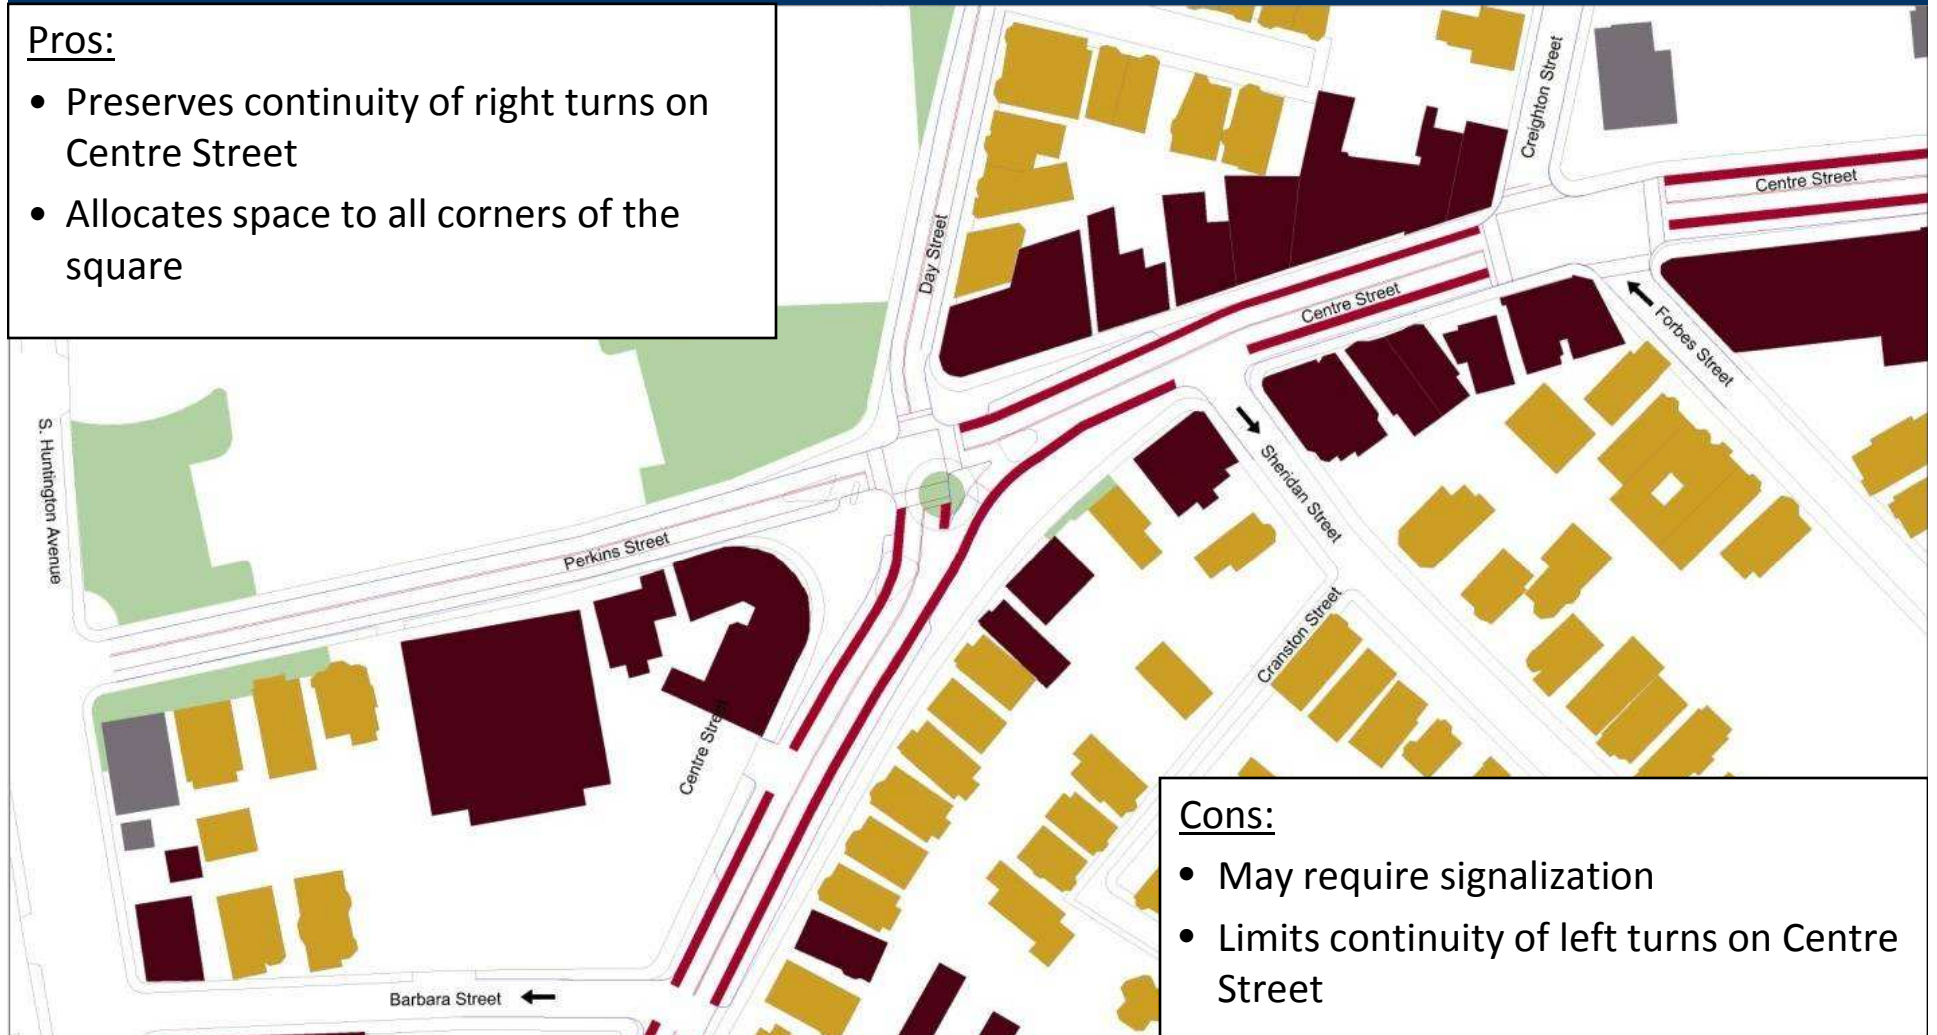 Pros:
• Preserves continuity of right turns on
Centre Street
• Allocates space to all corners of the
square
Creighton Street
Centre Street
Day Street
Centre Street
Forbes Street
S. Huntington Avenue
Sheridan Street
Perkins Street
Cranston Street
Centre Street
Barbara Street
Cons:
• May require signalization
• Limits continuity of left turns on Centre
Street